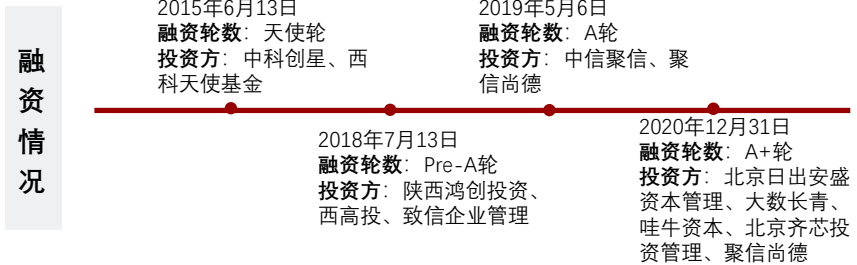 融资情况
2015年6月13日
融资轮数：天使轮
投资方：中科创星、西
科天使基金
2018年7月13日
融资轮数：Pre-A轮
投资方：陕西鸿创投资、
西高投、致信企业管理
2019年5月6日
融资轮数：A轮
投资方：中信聚信、聚
信尚德
2020年12月31日
融资轮数：A+轮
投资方：北京日出安盛
资本管理、大数长青、
哇牛资本、北京齐芯投
资管理、聚信尚德